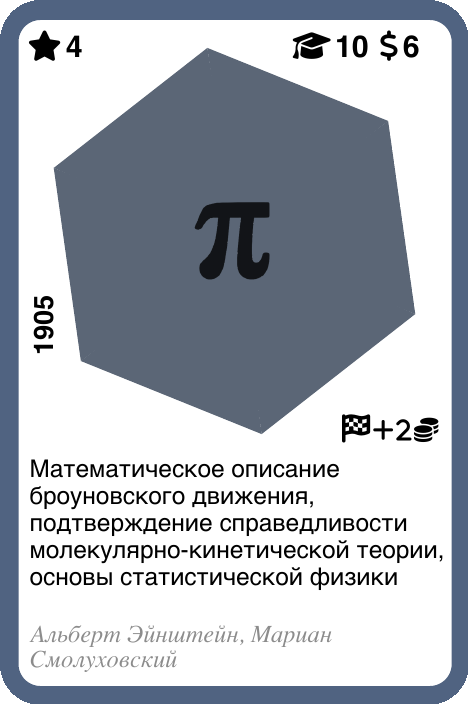 4
10 $6
π
1905
+2
Математическое описание
броуновского движения,
подтверждение справедливости
молекулярно-кинетической теории,
основы статистической физики
Альберт Эйнштейн, Мариан
Смолуховский